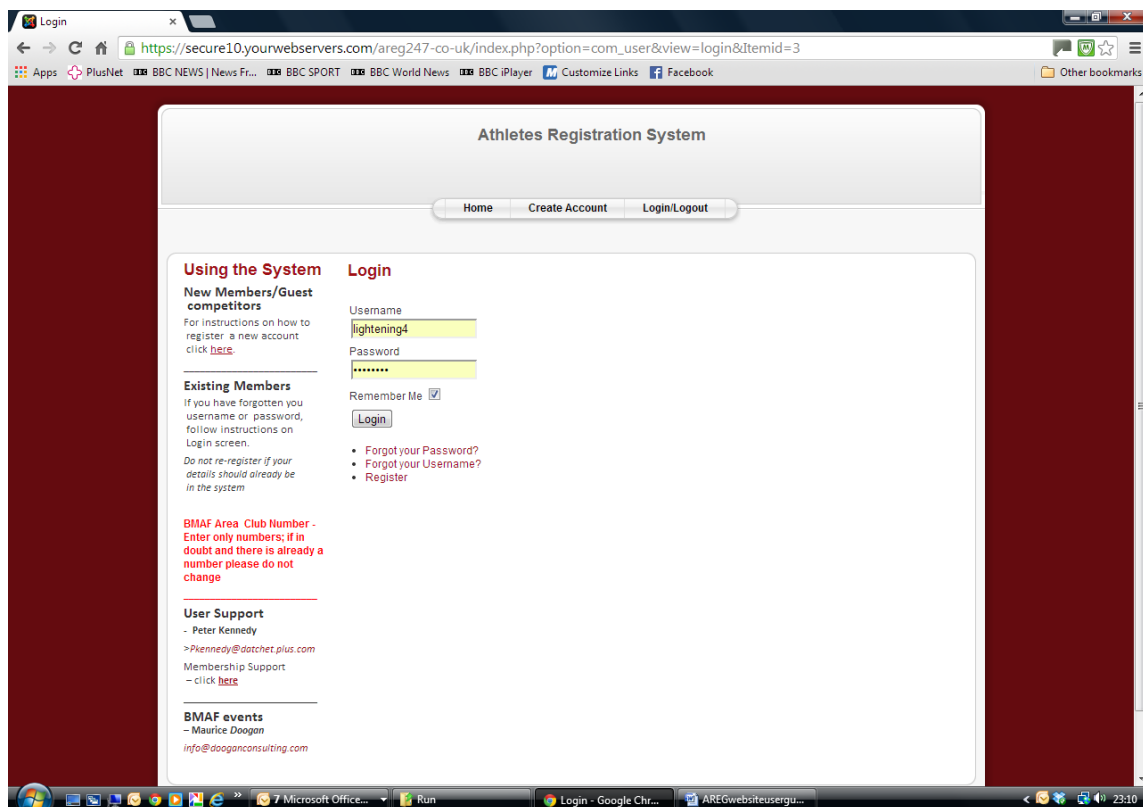 Login
https://secure10.yourwebservers.com/areg247-co-uk/index.php?option=com_user&view=login&Itemid=3
Apps PlusNet BBC NEWS | News Fr... BBC SPORT BBC World News BBC iPlayer Customize Links Facebook Other bookmarks
Athletes Registration System
Home Create Account Login/Logout
Using the System
New Members/Guest
competitors
For instructions on how to
register a new account
click here.
Existing Members
If you have forgotten you
username or password,
follow instructions on
Login screen.
Do not re-register if your
details should already be
in the system
BMAF Area Club Number -
Enter only numbers; if in
doubt and there is already a
number please do not
change
User Support
- Peter Kennedy
>Pkennedy@datchet.plus.com
Membership Support
– click here
BMAF events
– Maurice Doogan
info@dooganconsulting.com
Login
Username
lightening4
Password
••••••••
Remember Me
Login
• Forgot your Password?
• Forgot your Username?
• Register
7 Microsoft Office... Run Login - Google Chr... AREGwebsiteusergu... 23:10